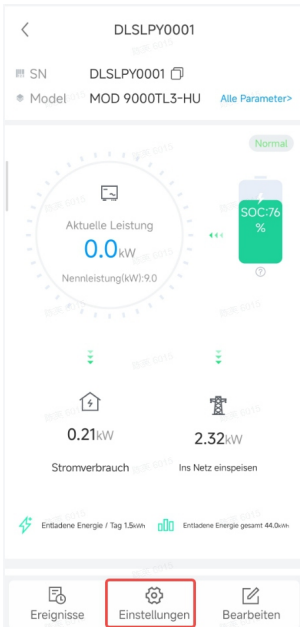 DLSLPY0001
SN DLSLPY0001
Model MOD 9000TL3-HU Alle Parameter>
Normal
SOC:76
%
Aktuelle Leistung
0.0kW
Nennleistung(kW):9.0
0.21kW
2.32kW
Stromverbrauch Ins Netz einspeisen
Entladene Energie / Tag 1.5kWh Entladene Energie gesamt 44.0kWh
Ereignisse Einstellungen Bearbeiten